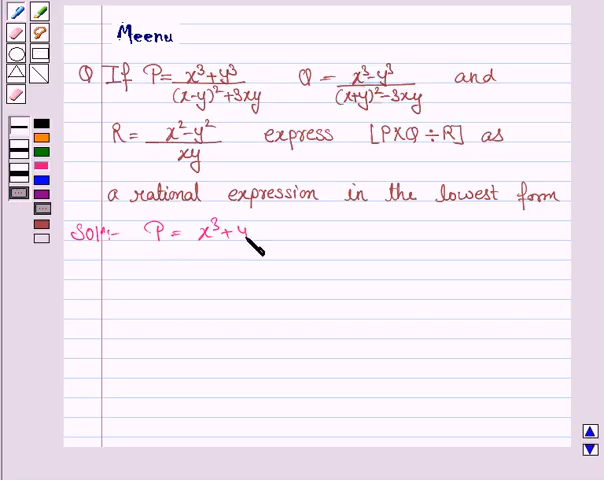 Meenu
Q If P = x³+y³/(x-y)²+3xy Q = x³-y³/(x+y)²-3xy and
R = x²-y²/xy express [P×Q÷R] as
a rational expression in the lowest form
Soln:- P = x³+y